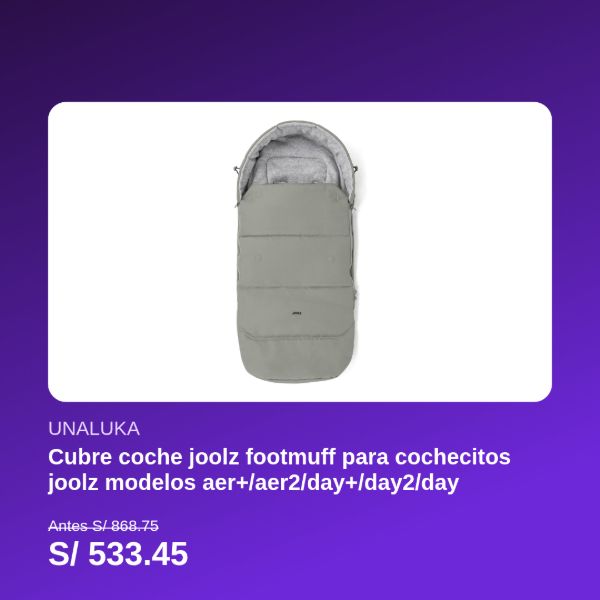 UNALUKA
Cubre coche joolz footmuff para cochecitos
joolz modelos aer+/aer2/day+/day2/day
Antes S/ 868.75
S/ 533.45